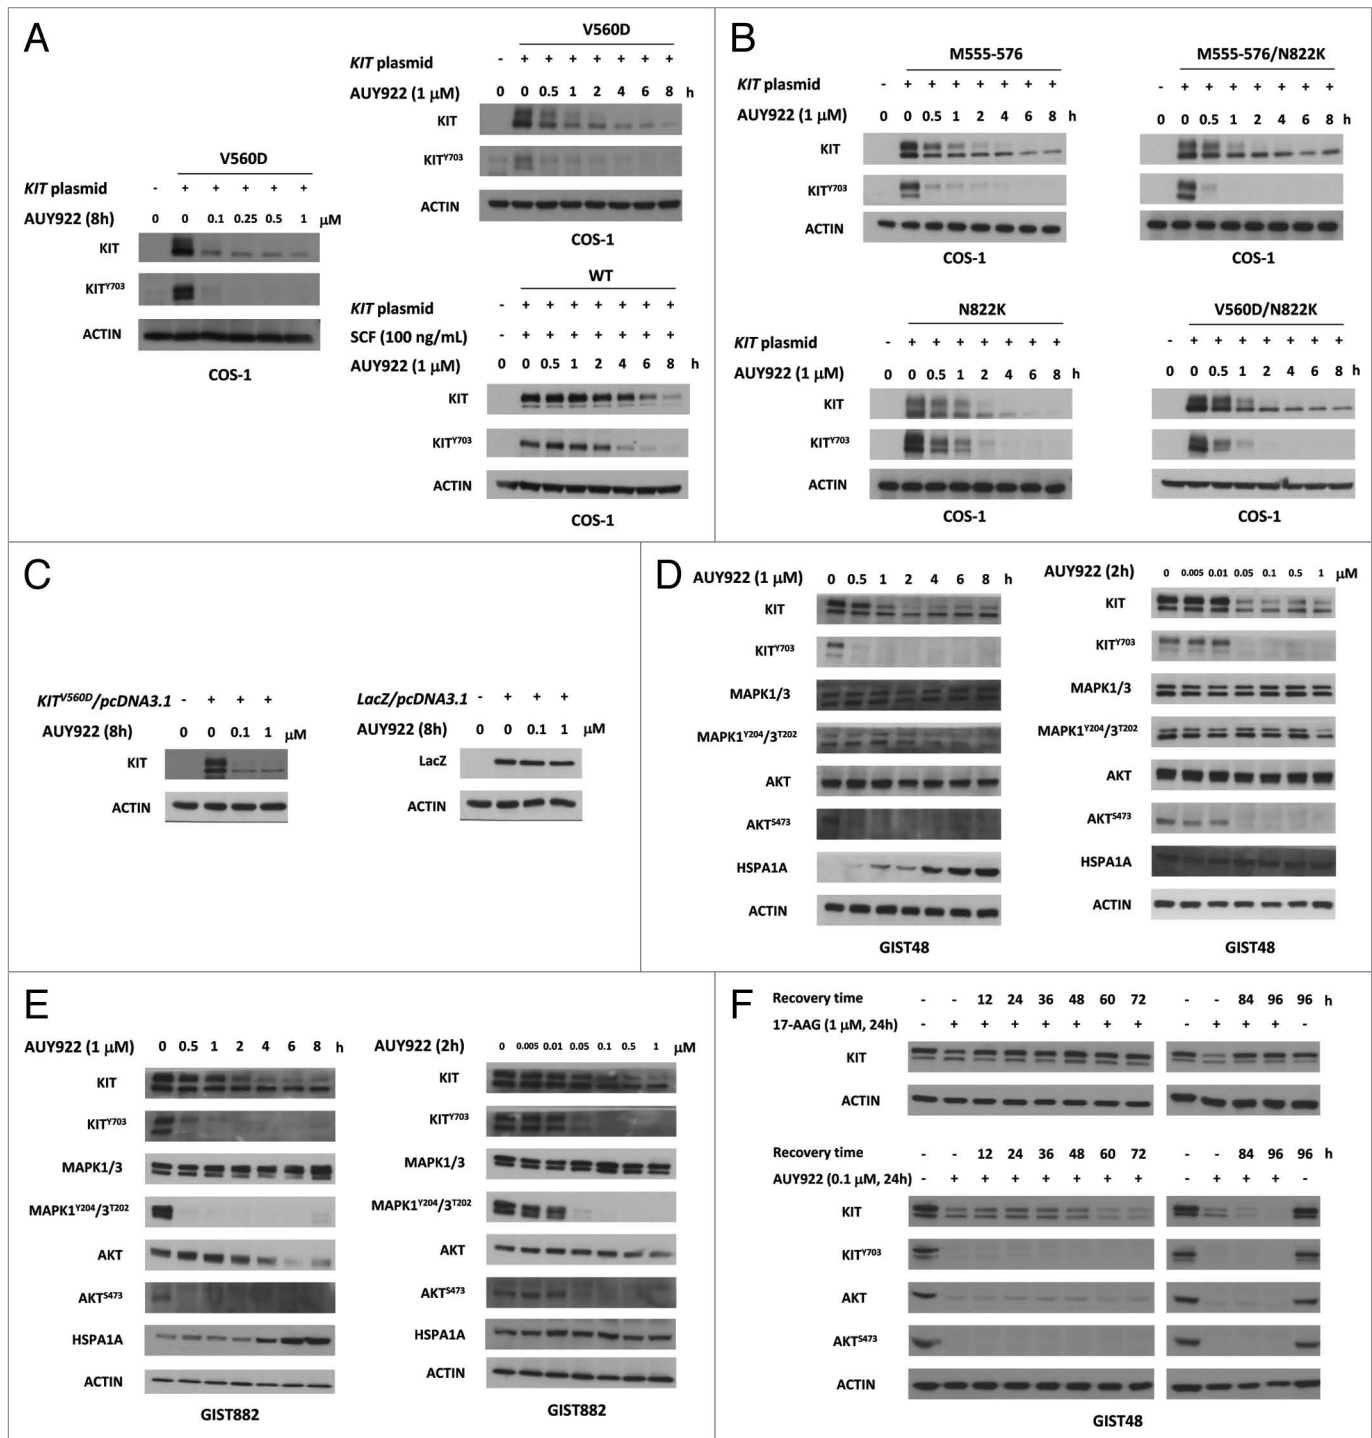 A
V560D
KIT plasmid - + + + + +
AUY922 (8h) 0 0 0.1 0.25 0.5 1 μM
KIT
KITY703
ACTIN
COS-1
V560D
KIT plasmid - + + + + + + +
AUY922 (1 μM) 0 0 0.5 1 2 4 6 8 h
KIT
KITY703
ACTIN
COS-1
WT
KIT plasmid - + + + + + + +
SCF (100 ng/mL) - + + + + + + +
AUY922 (1 μM) 0 0 0.5 1 2 4 6 8 h
KIT
KITY703
ACTIN
COS-1
B
M555-576
KIT plasmid - + + + + + + +
AUY922 (1 μM) 0 0 0.5 1 2 4 6 8 h
KIT
KITY703
ACTIN
COS-1
M555-576/N822K
- + + + + + + +
0 0 0.5 1 2 4 6 8 h
COS-1
N822K
KIT plasmid - + + + + + + +
AUY922 (1 μM) 0 0 0.5 1 2 4 6 8 h
KIT
KITY703
ACTIN
COS-1
V560D/N822K
- + + + + + + +
0 0 0.5 1 2 4 6 8 h
COS-1
C
KITV560D/pcDNA3.1 - + + +
AUY922 (8h) 0 0 0.1 1 μM
KIT
ACTIN
LacZ/pcDNA3.1 - + + +
AUY922 (8h) 0 0 0.1 1 μM
LacZ
ACTIN
D
AUY922 (1 μM) 0 0.5 1 2 4 6 8 h
KIT
KITY703
MAPK1/3
MAPK1Y204/3T202
AKT
AKTS473
HSPA1A
ACTIN
GIST48
AUY922 (2h) 0 0.005 0.01 0.05 0.1 0.5 1 μM
KIT
KITY703
MAPK1/3
MAPK1Y204/3T202
AKT
AKTS473
HSPA1A
ACTIN
GIST48
E
AUY922 (1 μM) 0 0.5 1 2 4 6 8 h
KIT
KITY703
MAPK1/3
MAPK1Y204/3T202
AKT
AKTS473
HSPA1A
ACTIN
GIST882
AUY922 (2h) 0 0.005 0.01 0.05 0.1 0.5 1 μM
KIT
KITY703
MAPK1/3
MAPK1Y204/3T202
AKT
AKTS473
HSPA1A
ACTIN
GIST882
F
Recovery time - - 12 24 36 48 60 72 - - 84 96 96 h
17-AAG (1 μM, 24h) - + + + + + + + - + + + -
KIT
ACTIN
Recovery time - - 12 24 36 48 60 72 - - 84 96 96 h
AUY922 (0.1 μM, 24h) - + + + + + + + - + + + -
KIT
KITY703
AKT
AKTS473
ACTIN
GIST48